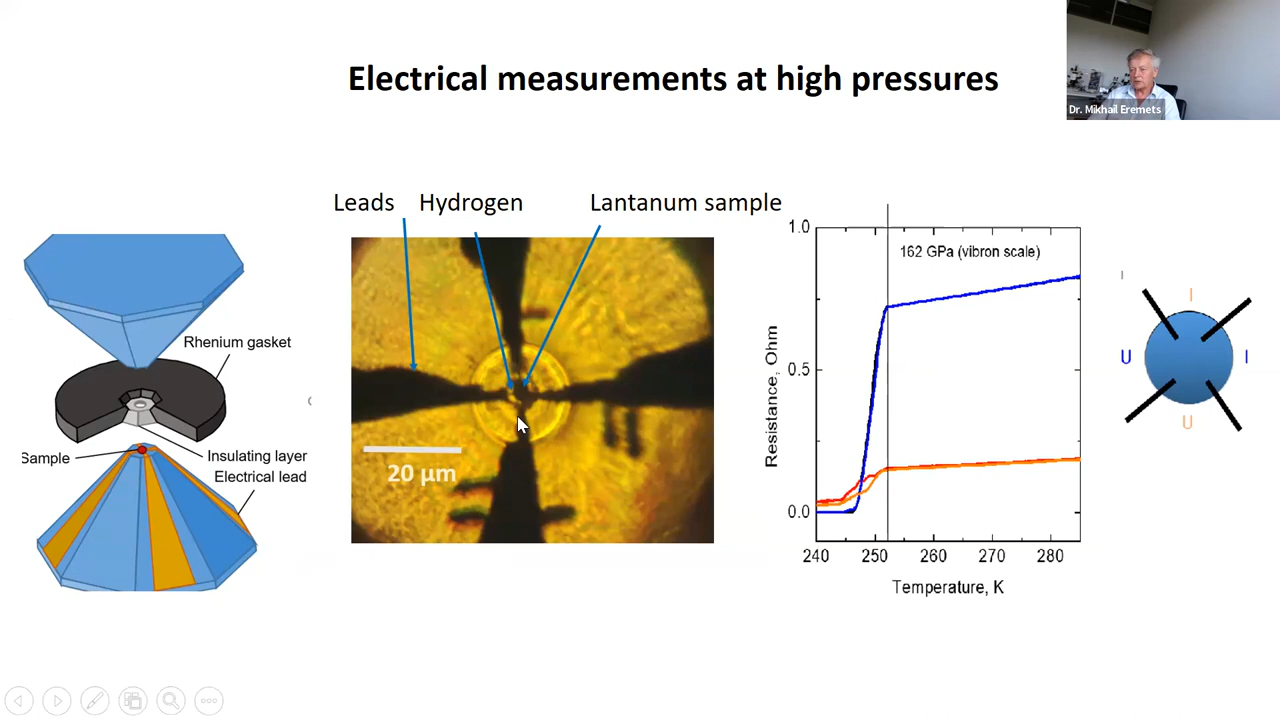 Electrical measurements at high pressures
Dr. Mikhail Eremets
Leads
Hydrogen
Lantanum sample
Rhenium gasket
Sample
Insulating layer
Electrical lead
20 µm
162 GPa (vibron scale)
Resistance, Ohm
1.0
0.5
0.0
240
250
260
270
280
Temperature, K
I
I
U
I
U